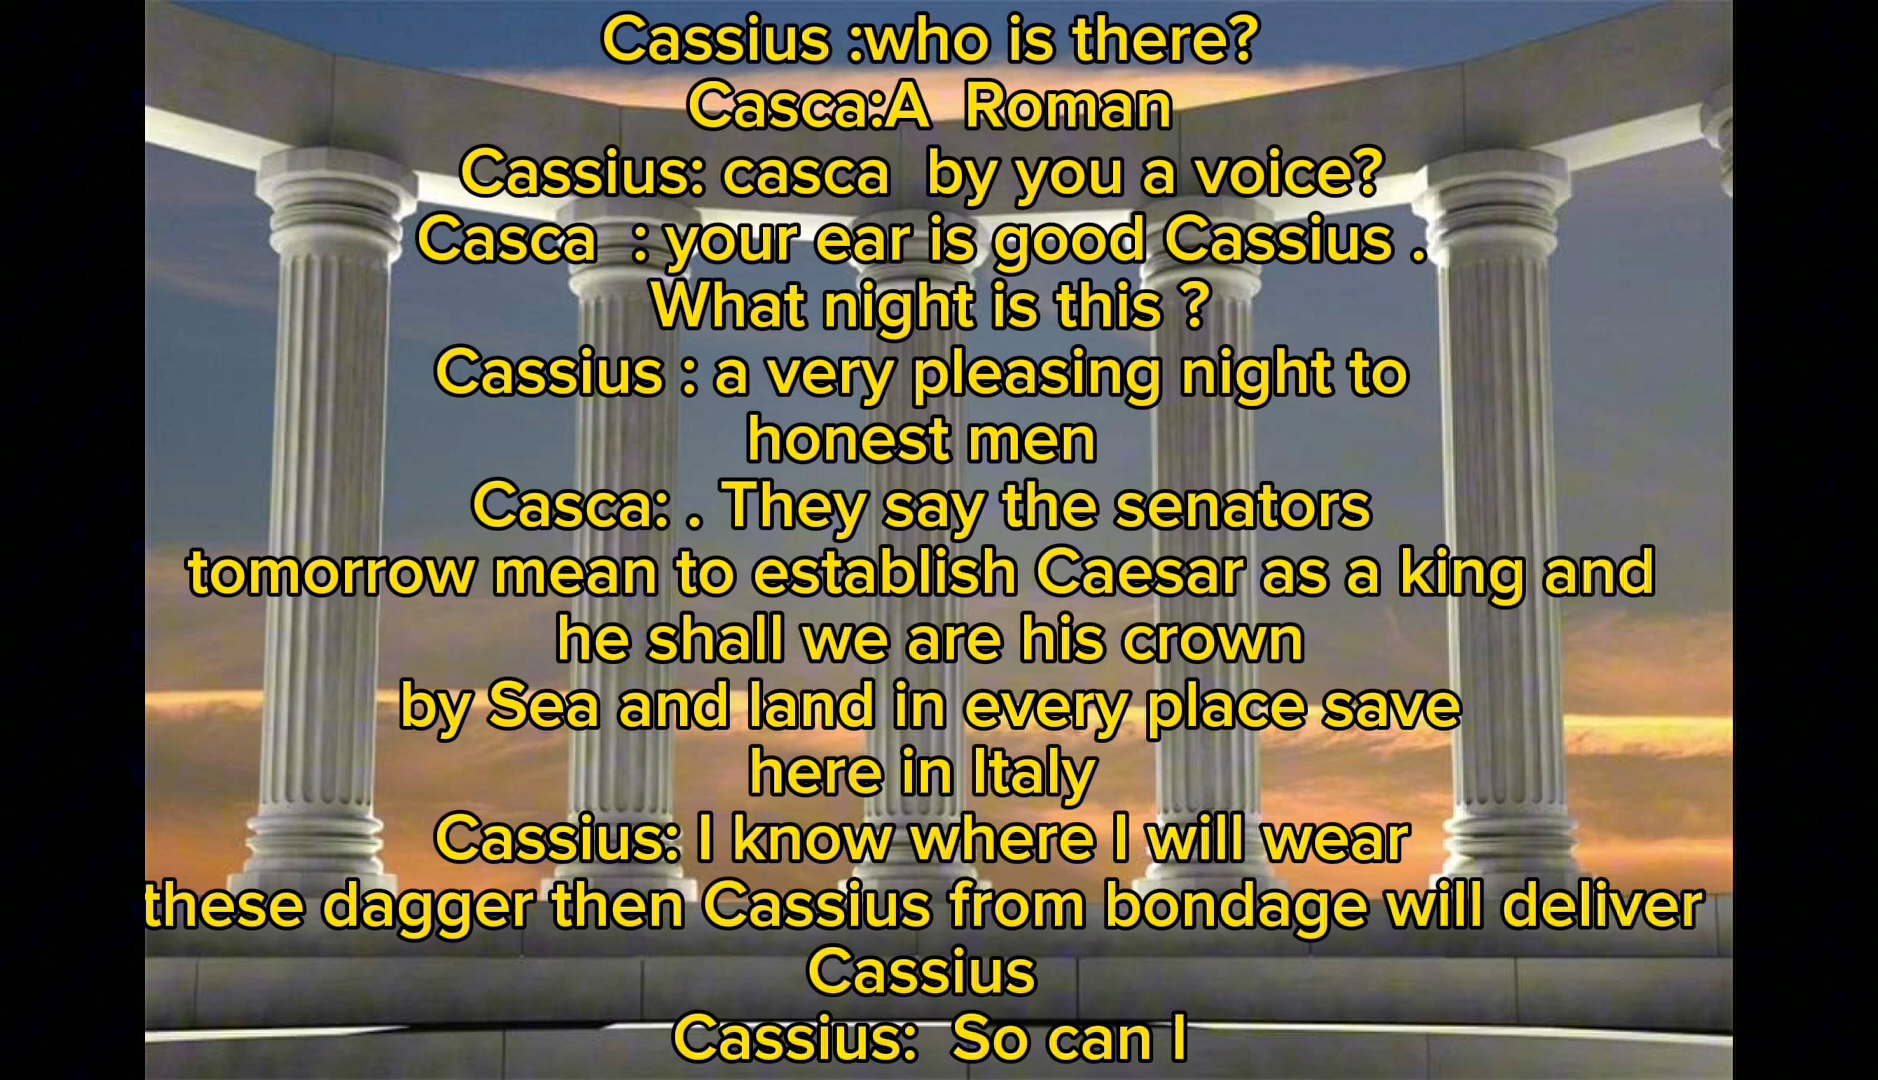 Cassius :who is there?
Casca:A Roman
Cassius: casca by you a voice?
Casca : your ear is good Cassius .
What night is this ?
Cassius : a very pleasing night to
honest men
Casca: . They say the senators
tomorrow mean to establish Caesar as a king and
he shall we are his crown
by Sea and land in every place save
here in Italy
Cassius: I know where I will wear
these dagger then Cassius from bondage will deliver
Cassius
Cassius: So can I